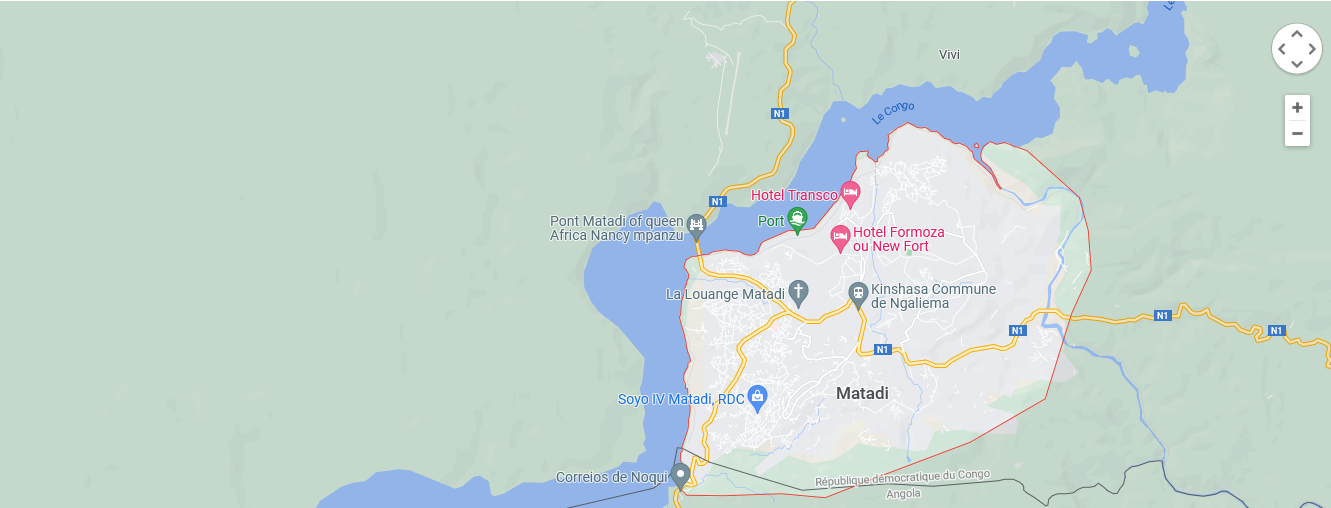 Le
Vivi
Le Congo
N1
N1
Hotel Transco
Port
Pont Matadi of queen
Africa Nancy mpanzu
Hotel Formoza
ou New Fort
La Louange Matadi
Kinshasa Commune
de Ngaliema
N1
N1
N1
N1
Matadi
Soyo IV Matadi, RDC
Correios de Noqui
République démocratique du Congo
Angola